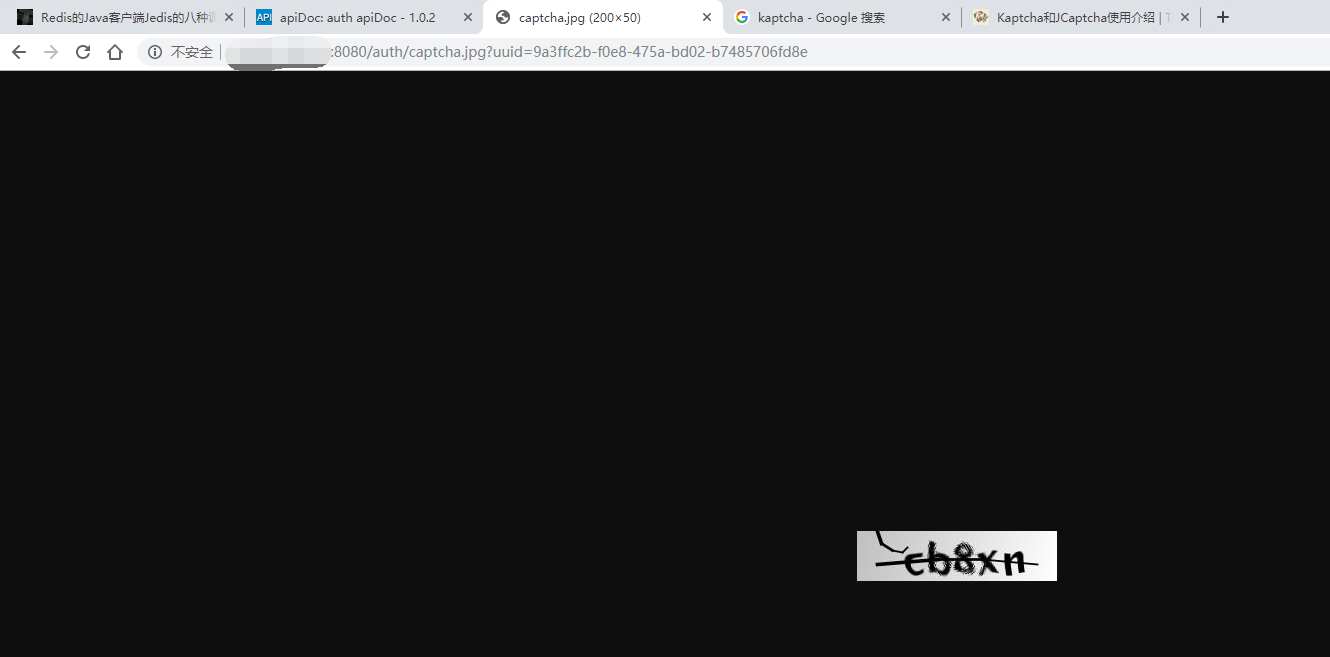 Redis的Java客户端Jedis的八种调
API apiDoc: auth apiDoc - 1.0.2
captcha.jpg (200×50)
kaptcha - Google 搜索
Kaptcha和JCaptcha使用介绍 | T
不安全 | :8080/auth/captcha.jpg?uuid=9a3ffc2b-f0e8-475a-bd02-b7485706fd8e
cb8xn